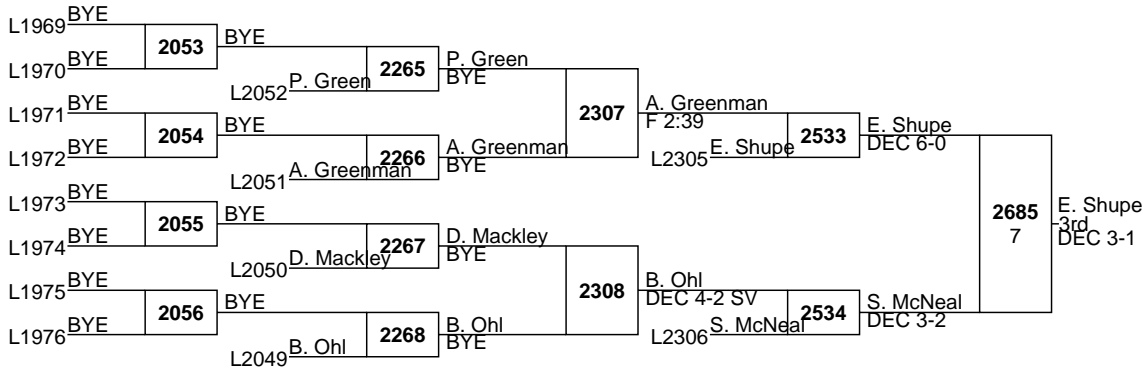 L1969 BYE
2053
BYE
L1970 BYE
2265
P. Green
BYE
L2052 P. Green
L1971 BYE
2054
BYE
L1972 BYE
2266
A. Greenman
BYE
L2051 A. Greenman
2307
A. Greenman
F 2:39
L2305 E. Shupe
2533
E. Shupe
DEC 6-0
L1973 BYE
2055
BYE
L1974 BYE
2267
D. Mackley
BYE
L2050 D. Mackley
L1975 BYE
2056
BYE
L1976 BYE
2268
B. Ohl
BYE
L2049 B. Ohl
2308
B. Ohl
DEC 4-2 SV
L2306 S. McNeal
2534
S. McNeal
DEC 3-2
2685
7
E. Shupe
3rd
DEC 3-1